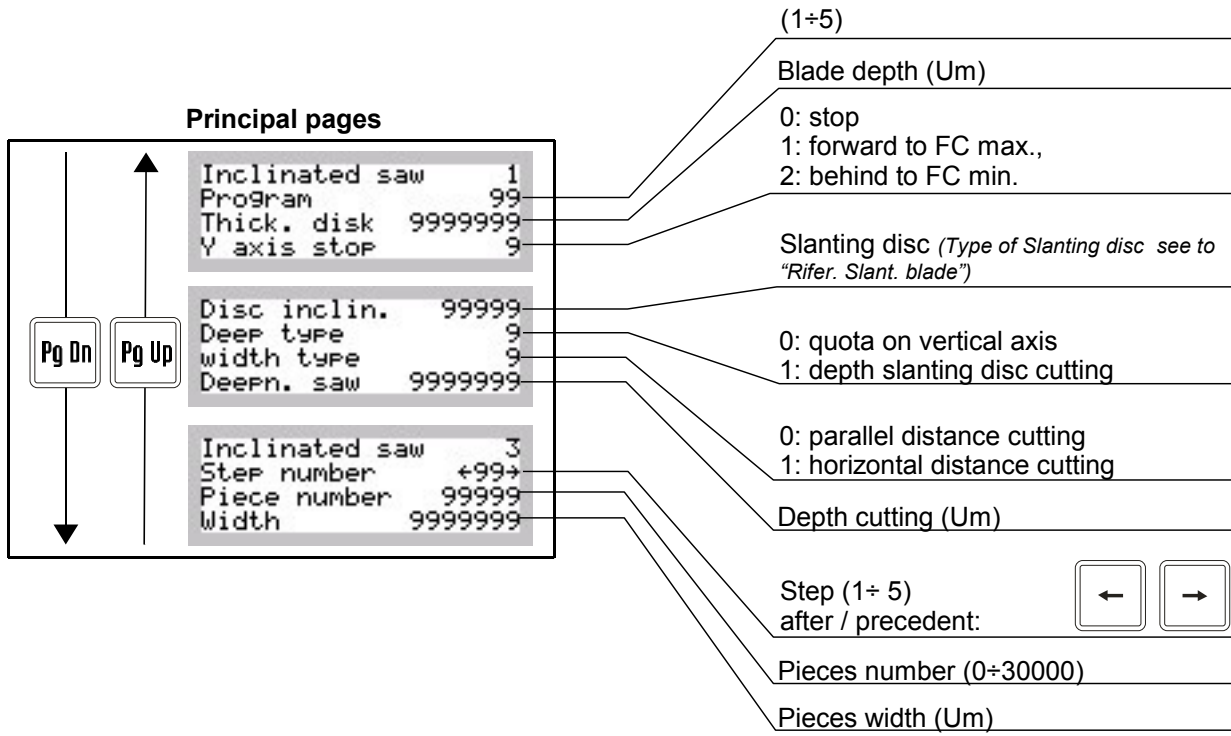 Principal pages
Pg Dn
Pg Up
Inclinated saw 1
Program 99
Thick. disk 9999999
Y axis stop 9
Disc inclin. 99999
Deep type 9
width type 9
Deepn. saw 9999999
Inclinated saw 3
Step number ←99→
Piece number 99999
Width 9999999
(1÷5)
Blade depth (Um)
0: stop
1: forward to FC max.,
2: behind to FC min.
Slanting disc (Type of Slanting disc see to
“Rifer. Slant. blade”)
0: quota on vertical axis
1: depth slanting disc cutting
0: parallel distance cutting
1: horizontal distance cutting
Depth cutting (Um)
Step (1÷ 5)
after / precedent: ← →
Pieces number (0÷30000)
Pieces width (Um)